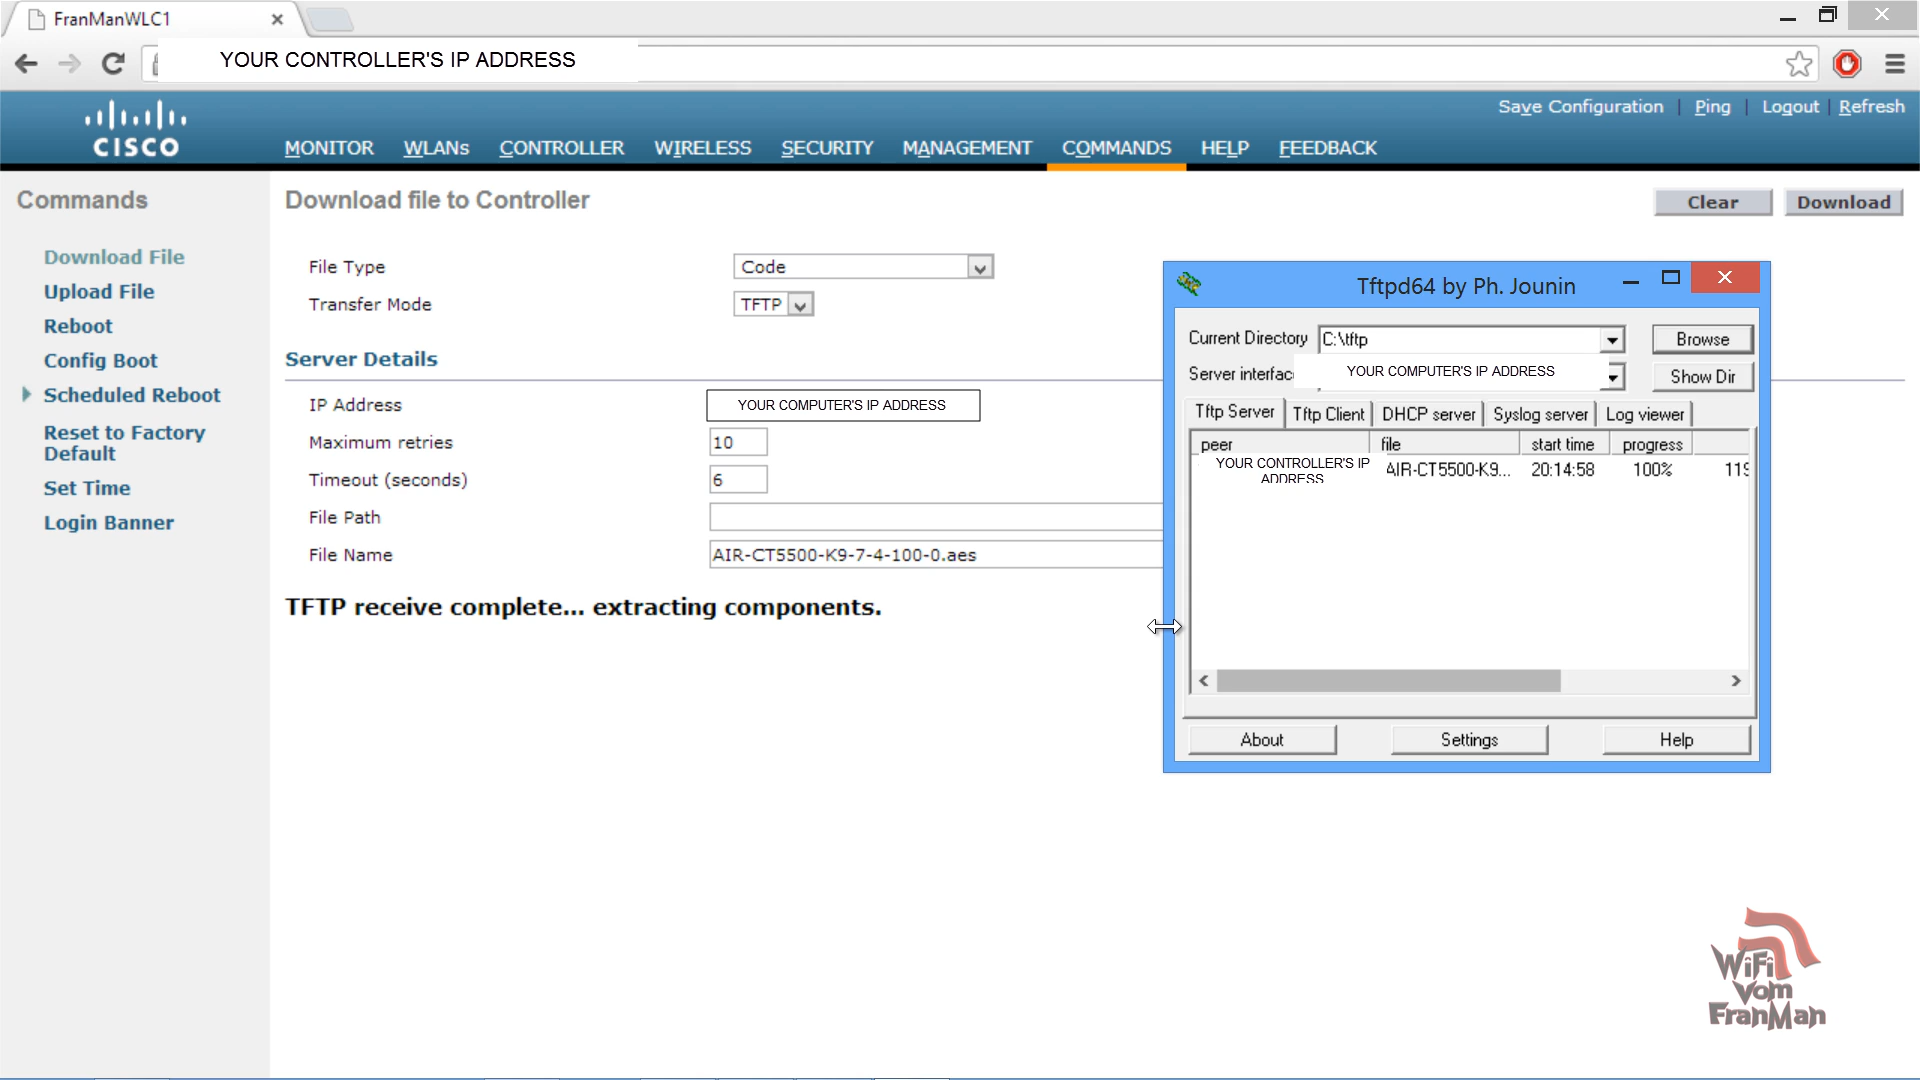 FranManWLC1
YOUR CONTROLLER'S IP ADDRESS
Save Configuration | Ping | Logout | Refresh
CISCO
MONITOR WLANs CONTROLLER WIRELESS SECURITY MANAGEMENT COMMANDS HELP FEEDBACK
Commands
Download File
Upload File
Reboot
Config Boot
Scheduled Reboot
Reset to Factory
Default
Set Time
Login Banner
Download file to Controller
Clear Download
File Type Code
Transfer Mode TFTP
Server Details
IP Address YOUR COMPUTER'S IP ADDRESS
Maximum retries 10
Timeout (seconds) 6
File Path
File Name AIR-CT5500-K9-7-4-100-0.aes
TFTP receive complete... extracting components.
Tftpd64 by Ph. Jounin
Current Directory C:\tftp Browse
Server interfac YOUR COMPUTER'S IP ADDRESS Show Dir
Tftp Server Tftp Client DHCP server Syslog server Log viewer
peer file start time progress
YOUR CONTROLLER'S IP
ADDRESS
AIR-CT5500-K9... 20:14:58 100% 119
About Settings Help
WiFi
Vom
FranMan